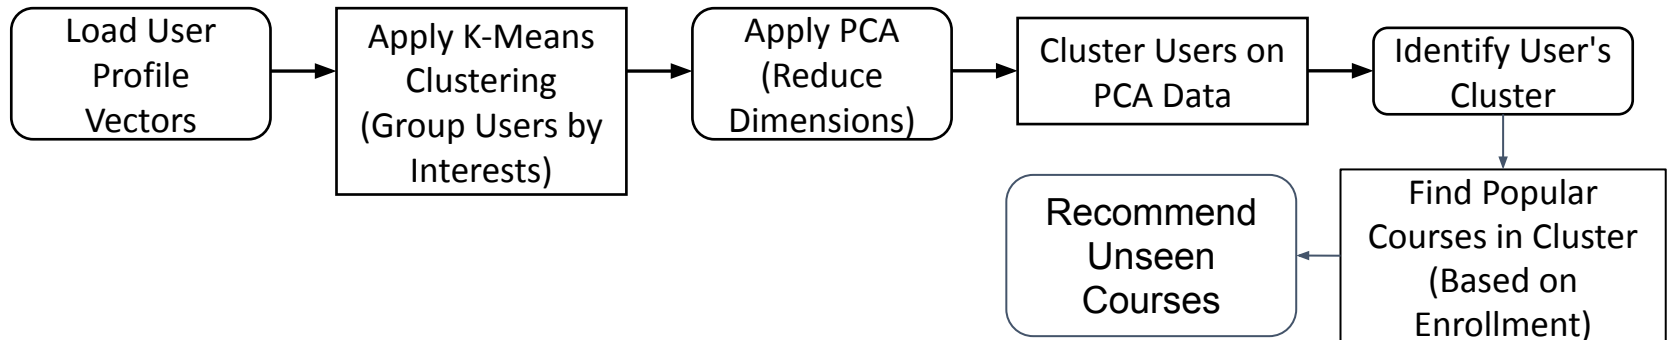 Load User
Profile
Vectors
Apply K-Means
Clustering
(Group Users by
Interests)
Apply PCA
(Reduce
Dimensions)
Cluster Users on
PCA Data
Identify User's
Cluster
Find Popular
Courses in Cluster
(Based on
Enrollment)
Recommend
Unseen
Courses